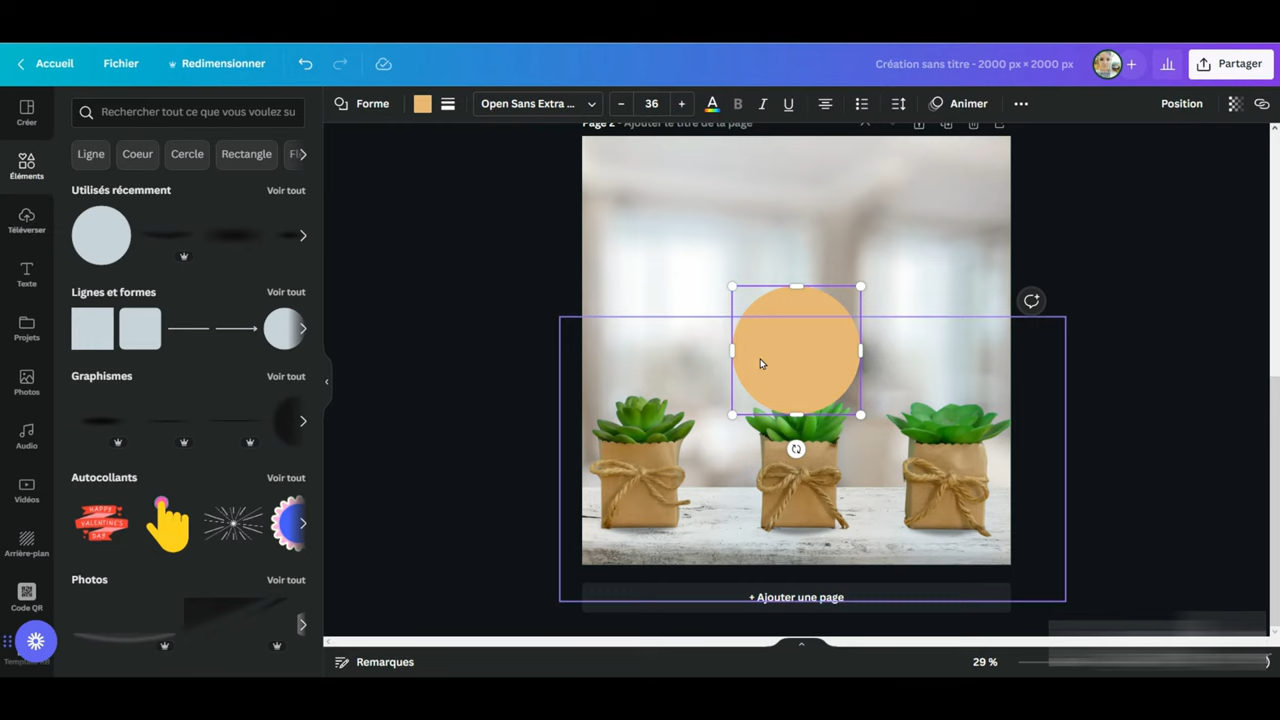 Accueil
Fichier
Redimensionner
Création sans titre - 2000 px × 2000 px
+
Partager
Créer
Éléments
Téléverser
Texte
Projets
Photos
Audio
Vidéos
Arrière-plan
Code QR
Rechercher tout ce que vous voulez su
Ligne
Coeur
Cercle
Rectangle
Utilisés récemment
Voir tout
Lignes et formes
Voir tout
Graphismes
Voir tout
Autocollants
Voir tout
HAPPY
VALENTINE'S
DAY
Photos
Voir tout
Forme
Open Sans Extra ...
– 36 +
A
B
I
U
Animer
Position
Page 2 - Ajouter le titre de la page
+ Ajouter une page
Remarques
29 %